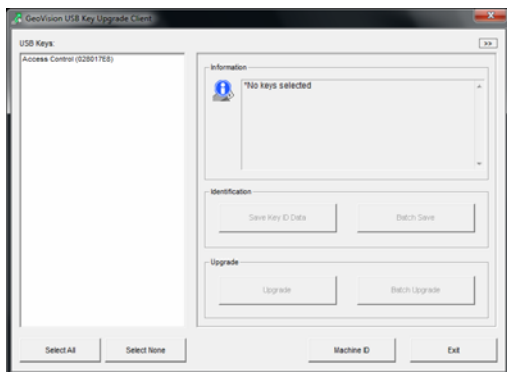 GeoVision USB Key Upgrade Client
USB Keys:
>>
Access Control (028017E8)
Information
*No keys selected
Identification
Save Key ID Data
Batch Save
Upgrade
Upgrade
Batch Upgrade
Select All
Select None
Machine ID
Exit